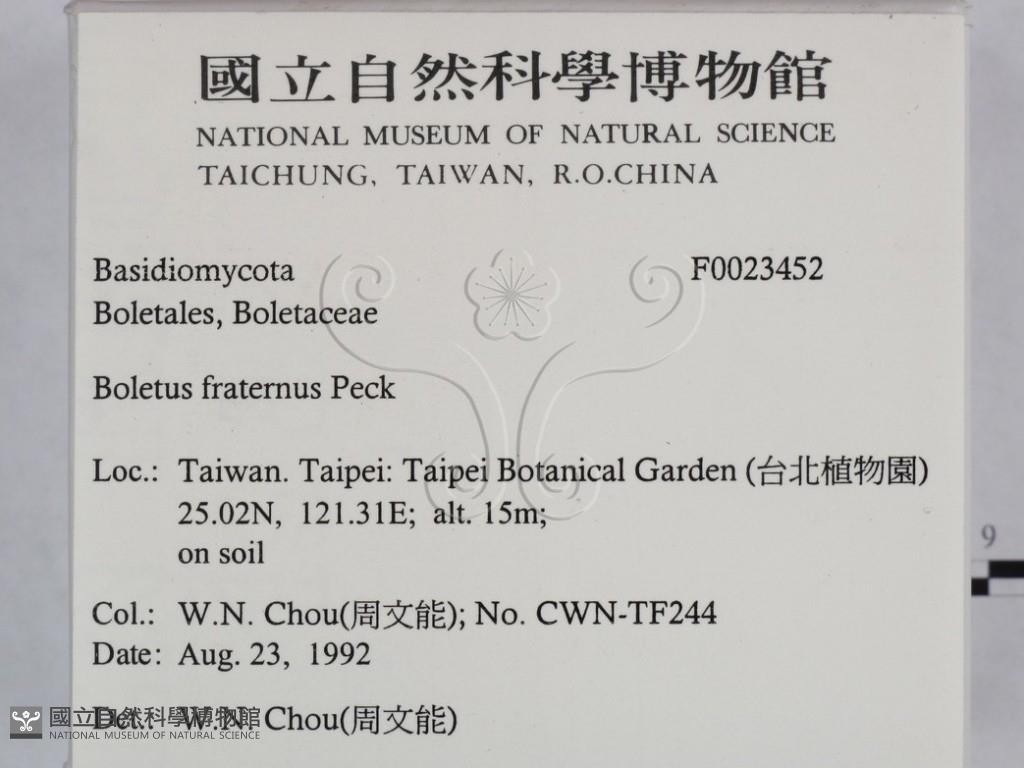 國立自然科學博物館
NATIONAL MUSEUM OF NATURAL SCIENCE
TAICHUNG, TAIWAN, R.O.CHINA
Basidiomycota F0023452
Boletales, Boletaceae
Boletus fraternus Peck
Loc.: Taiwan. Taipei: Taipei Botanical Garden (台北植物園)
25.02N, 121.31E; alt. 15m;
on soil
9
Col.: W.N. Chou(周文能); No. CWN-TF244
Date: Aug. 23, 1992
Det.: W.N. Chou(周文能)
國立自然科學博物館
NATIONAL MUSEUM OF NATURAL SCIENCE